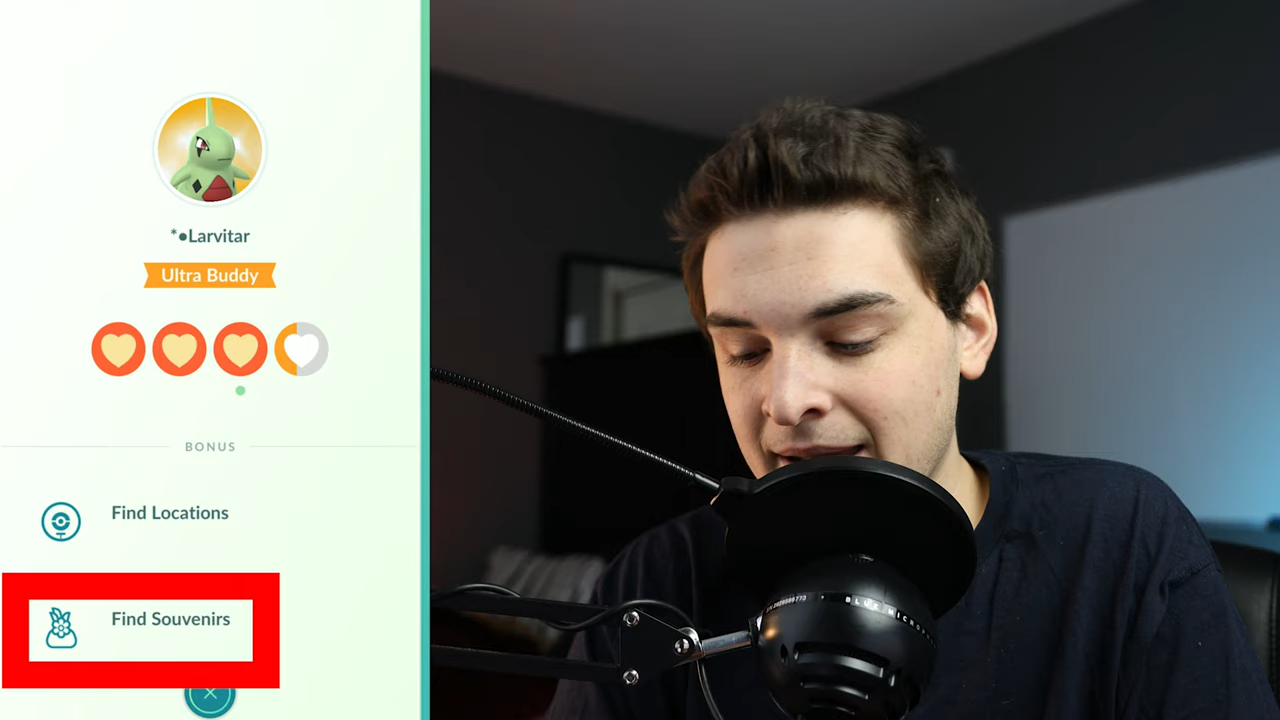 *●Larvitar
Ultra Buddy
BONUS
Find Locations
Find Souvenirs